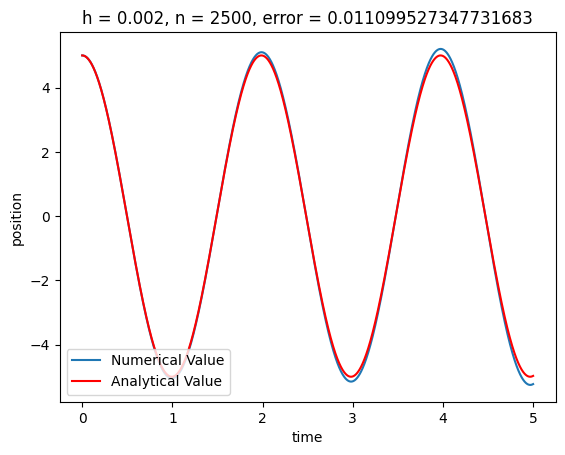 h = 0.002, n = 2500, error = 0.011099527347731683
4
2
0
−2
−4
position
Numerical Value
Analytical Value
0 1 2 3 4 5
time